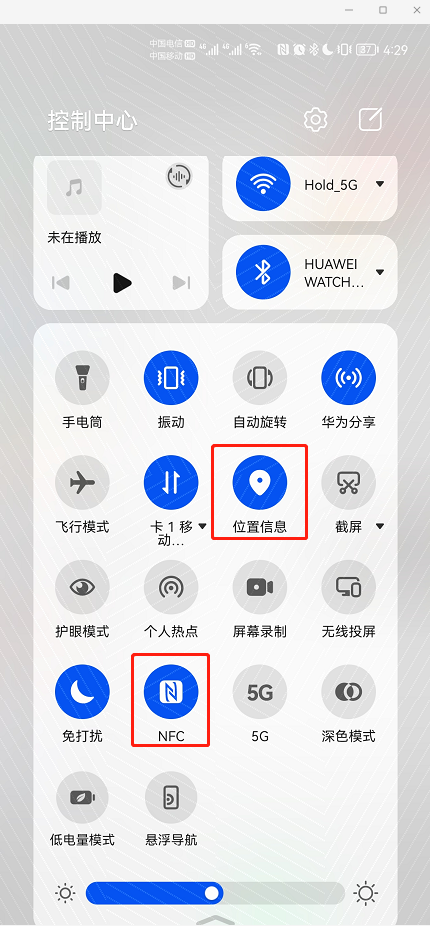 中国电信 HD 4G 4G 6 37 4:29
中国移动 HD
控制中心
未在播放
Hold_5G
HUAWEI
WATCH...
手电筒
振动
自动旋转
华为分享
飞行模式
卡 1 移
动...
位置信息
截屏
护眼模式
个人热点
屏幕录制
无线投屏
免打扰
NFC
5G
5G
深色模式
低电量模式
悬浮导航